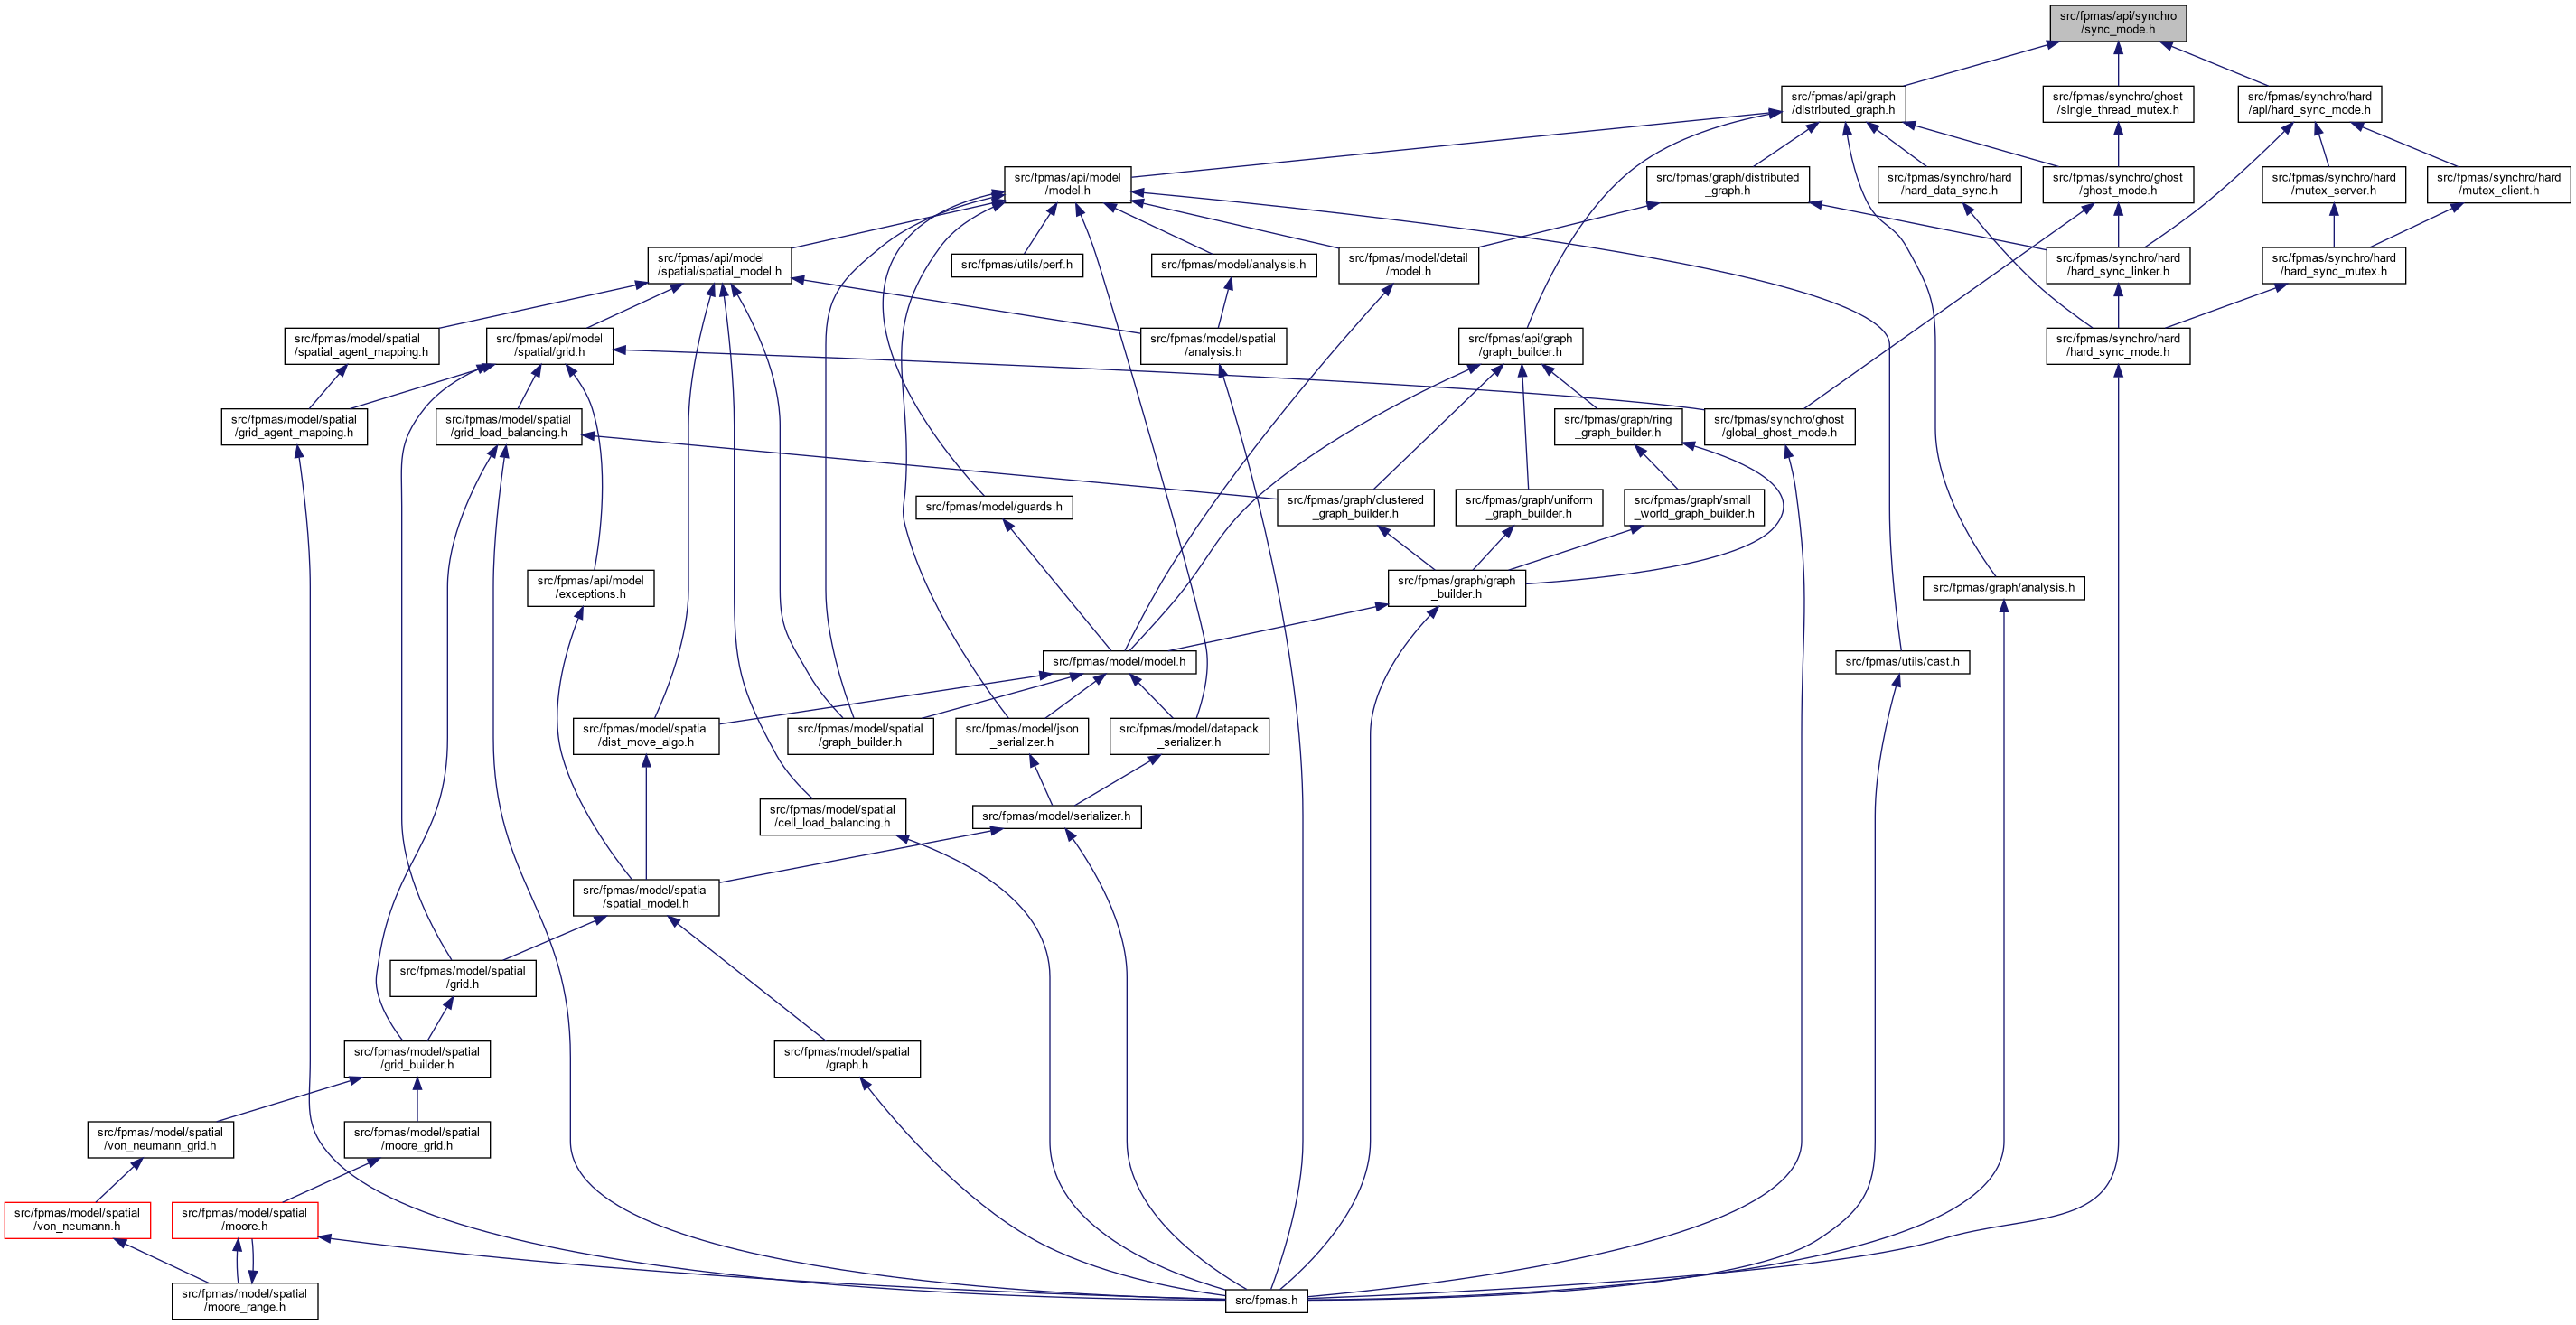 src/fpmas/api/synchro
/sync_mode.h
src/fpmas/api/graph
/distributed_graph.h
src/fpmas/synchro/ghost
/single_thread_mutex.h
src/fpmas/synchro/hard
/api/hard_sync_mode.h
src/fpmas/api/model
/model.h
src/fpmas/graph/distributed
_graph.h
src/fpmas/synchro/hard
/hard_data_sync.h
src/fpmas/synchro/ghost
/ghost_mode.h
src/fpmas/synchro/hard
/mutex_server.h
src/fpmas/synchro/hard
/mutex_client.h
src/fpmas/api/model
/spatial/spatial_model.h
src/fpmas/utils/perf.h
src/fpmas/model/analysis.h
src/fpmas/model/detail
/model.h
src/fpmas/synchro/hard
/hard_sync_linker.h
src/fpmas/synchro/hard
/hard_sync_mutex.h
src/fpmas/model/spatial
/spatial_agent_mapping.h
src/fpmas/api/model
/spatial/grid.h
src/fpmas/model/spatial
/analysis.h
src/fpmas/api/graph
/graph_builder.h
src/fpmas/synchro/hard
/hard_sync_mode.h
src/fpmas/model/spatial
/grid_agent_mapping.h
src/fpmas/model/spatial
/grid_load_balancing.h
src/fpmas/graph/ring
_graph_builder.h
src/fpmas/synchro/ghost
/global_ghost_mode.h
src/fpmas/model/guards.h
src/fpmas/graph/clustered
_graph_builder.h
src/fpmas/graph/uniform
_graph_builder.h
src/fpmas/graph/small
_world_graph_builder.h
src/fpmas/api/model
/exceptions.h
src/fpmas/graph/graph
_builder.h
src/fpmas/graph/analysis.h
src/fpmas/model/model.h
src/fpmas/utils/cast.h
src/fpmas/model/spatial
/dist_move_algo.h
src/fpmas/model/spatial
/graph_builder.h
src/fpmas/model/json
_serializer.h
src/fpmas/model/datapack
_serializer.h
src/fpmas/model/spatial
/cell_load_balancing.h
src/fpmas/model/serializer.h
src/fpmas/model/spatial
/spatial_model.h
src/fpmas/model/spatial
/grid.h
src/fpmas/model/spatial
/grid_builder.h
src/fpmas/model/spatial
/graph.h
src/fpmas/model/spatial
/von_neumann_grid.h
src/fpmas/model/spatial
/moore_grid.h
src/fpmas/model/spatial
/von_neumann.h
src/fpmas/model/spatial
/moore.h
src/fpmas/model/spatial
/moore_range.h
src/fpmas.h